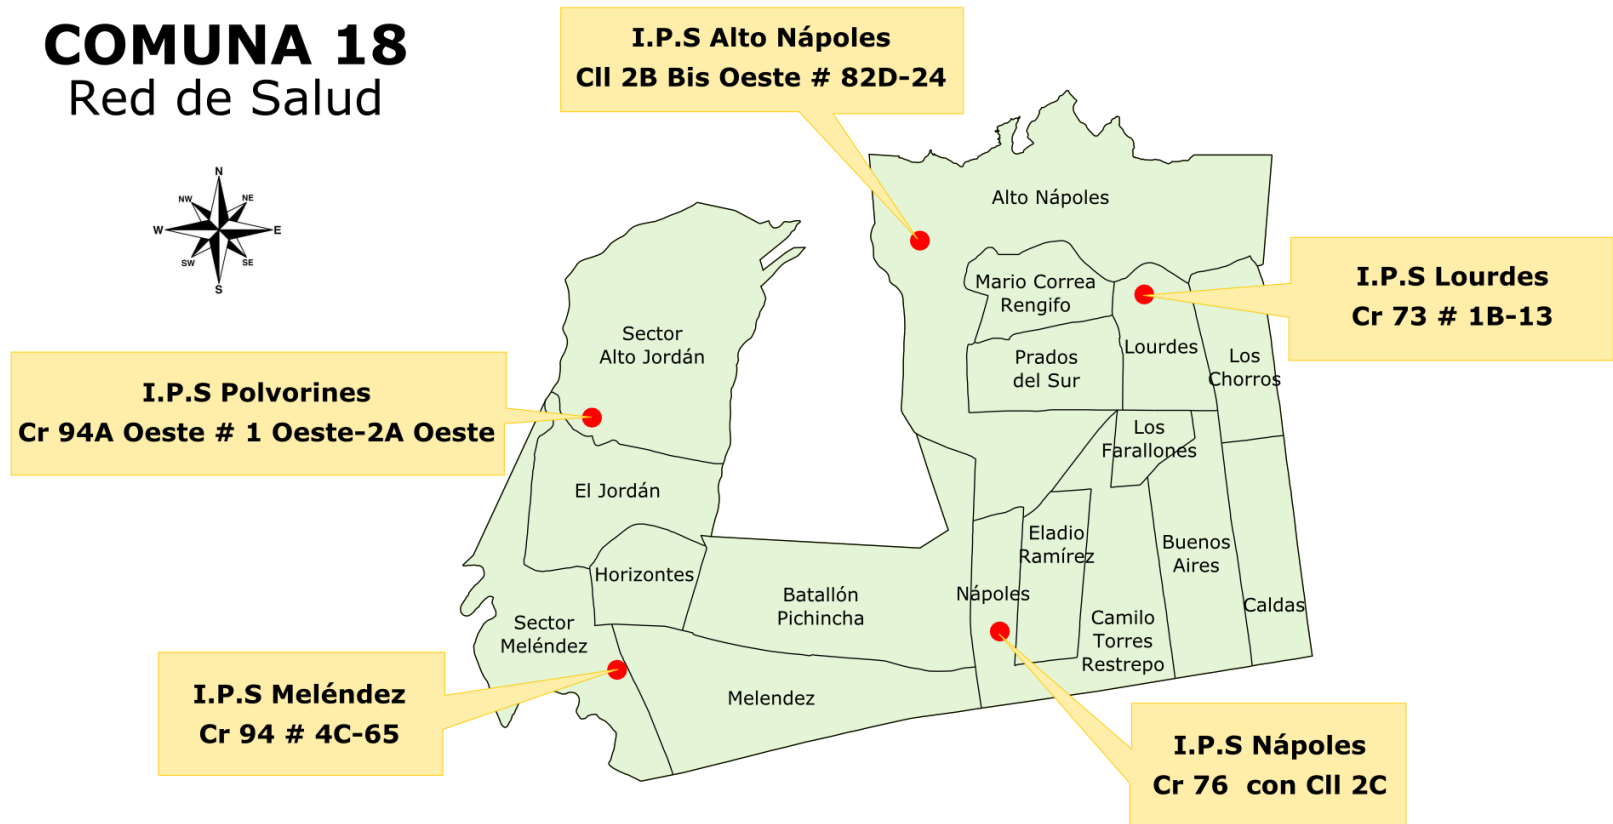 COMUNA 18
Red de Salud
N
NW
NE
W
E
SW
SE
S
I.P.S Alto Nápoles
Cll 2B Bis Oeste # 82D-24
I.P.S Lourdes
Cr 73 # 1B-13
I.P.S Polvorines
Cr 94A Oeste # 1 Oeste-2A Oeste
I.P.S Meléndez
Cr 94 # 4C-65
I.P.S Nápoles
Cr 76 con Cll 2C
Alto Nápoles
Mario Correa
Rengifo
Prados
del Sur
Lourdes
Los
Chorros
Los
Farallones
Sector
Alto Jordán
El Jordán
Horizontes
Sector
Meléndez
Batallón
Pichincha
Melendez
Nápoles
Eladio
Ramírez
Camilo
Torres
Restrepo
Buenos
Aires
Caldas